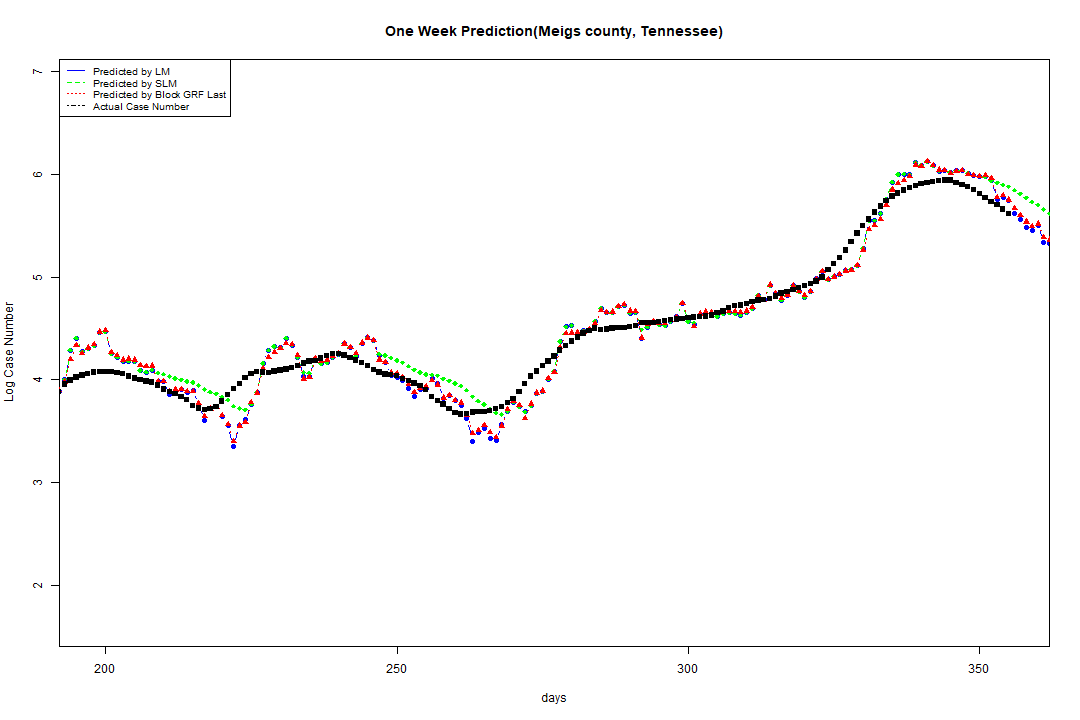 One Week Prediction(Meigs county, Tennessee)
7
Predicted by LM
Predicted by SLM
Predicted by Block GRF Last
Actual Case Number
6
5
4
3
2
Log Case Number
200 250 300 350
days